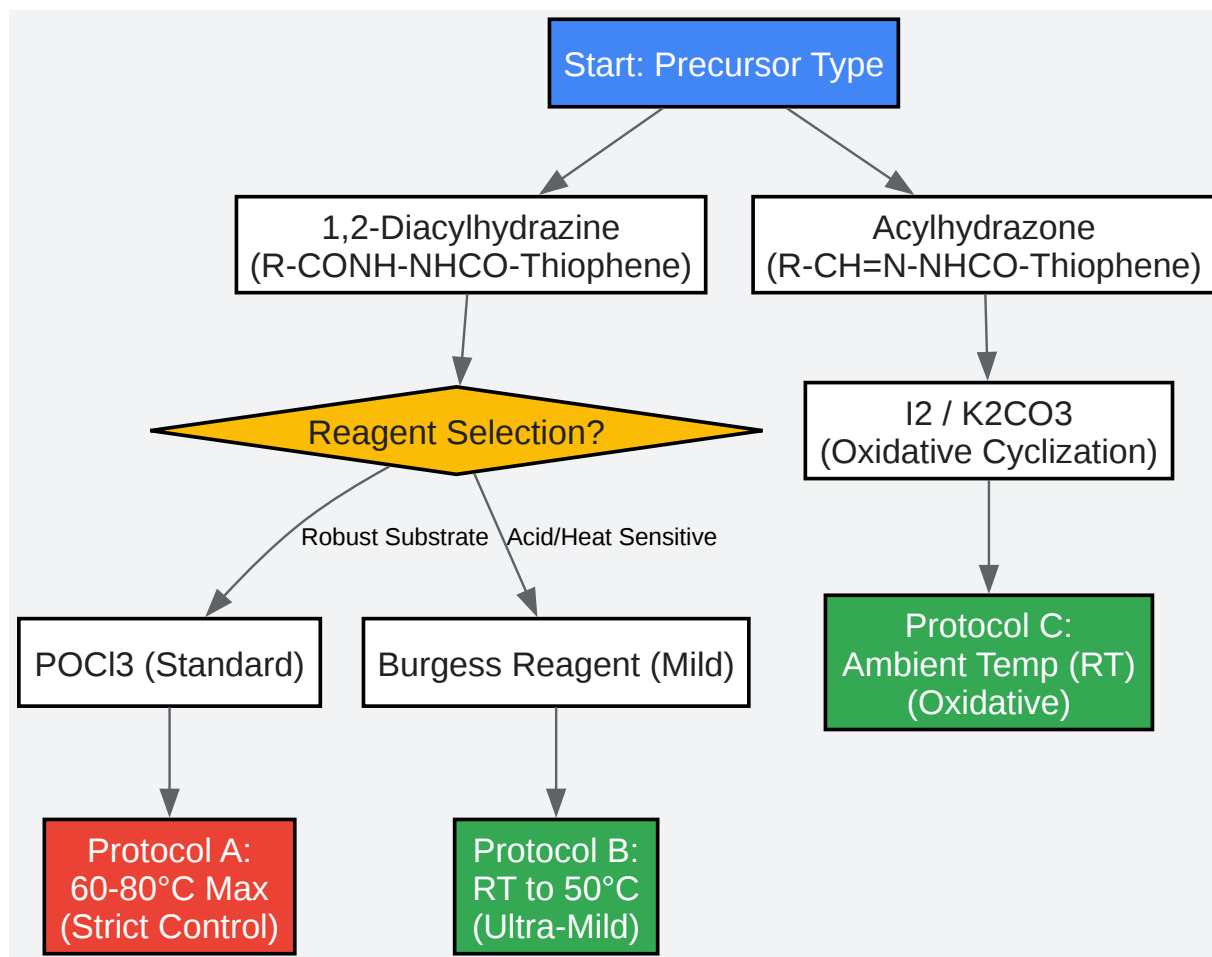 Start: Precursor Type
1,2-Diacylhydrazine
(R-CONH-NHCO-Thiophene)
Acylhydrazone
(R-CH=N-NHCO-Thiophene)
Reagent Selection?
I2 / K2CO3
(Oxidative Cyclization)
Robust Substrate
Acid/Heat Sensitive
POCl3 (Standard)
Burgess Reagent (Mild)
Protocol C:
Ambient Temp (RT)
(Oxidative)
Protocol A:
60-80°C Max
(Strict Control)
Protocol B:
RT to 50°C
(Ultra-Mild)